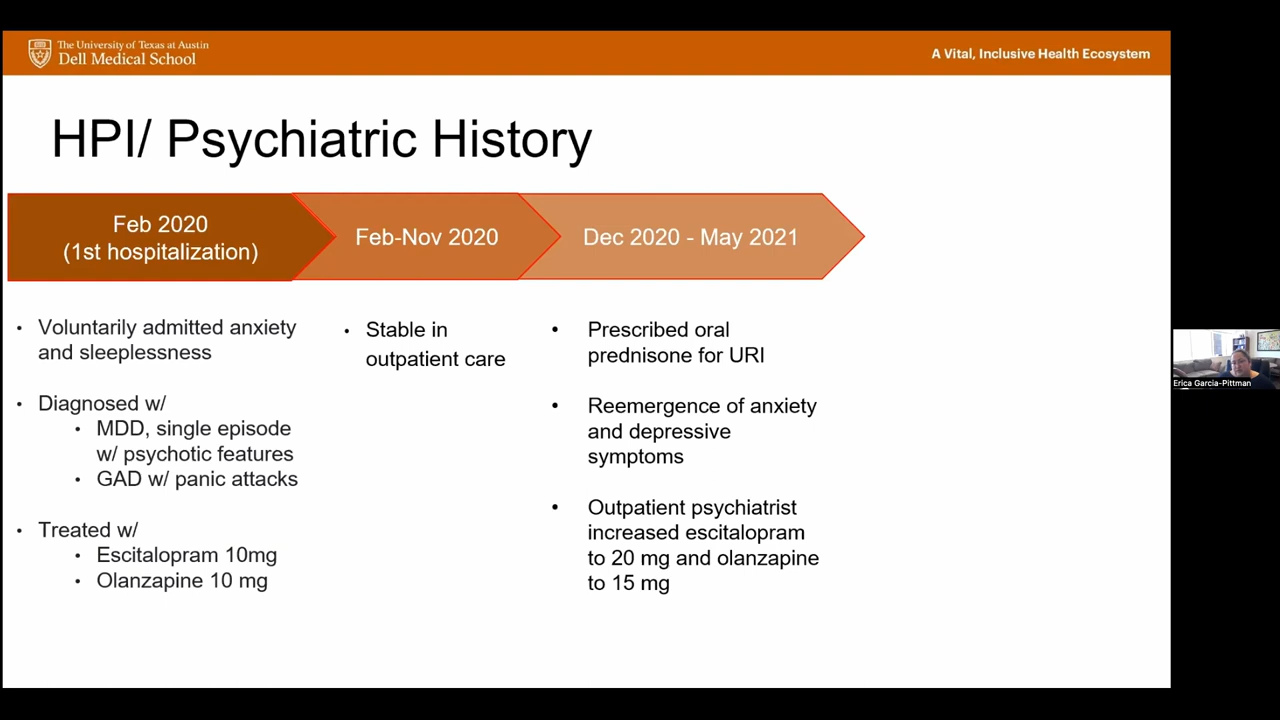 The University of Texas at Austin
Dell Medical School
A Vital, Inclusive Health Ecosystem
HPI/ Psychiatric History
Feb 2020
(1st hospitalization)
Feb-Nov 2020
Dec 2020 - May 2021
• Voluntarily admitted anxiety
and sleeplessness
• Diagnosed w/
• MDD, single episode
w/ psychotic features
• GAD w/ panic attacks
• Treated w/
• Escitalopram 10mg
• Olanzapine 10 mg
• Stable in
outpatient care
• Prescribed oral
prednisone for URI
• Reemergence of anxiety
and depressive
symptoms
• Outpatient psychiatrist
increased escitalopram
to 20 mg and olanzapine
to 15 mg
Erica Garcia-Pittman